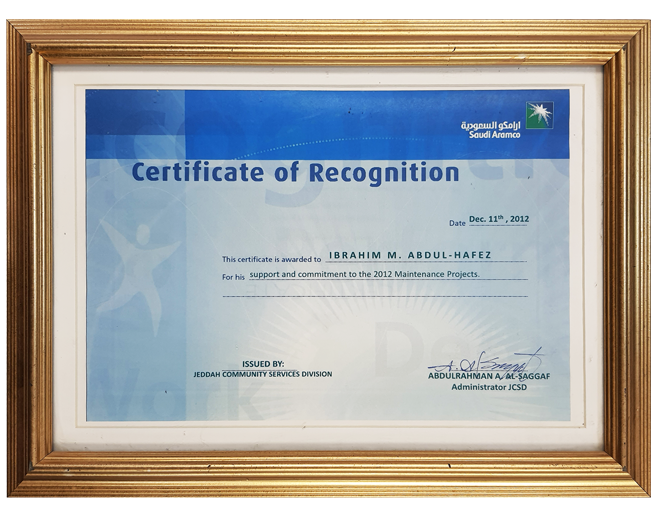 أرامكو السعودية
Saudi Aramco
Certificate of Recognition
Date Dec. 11th , 2012
This certificate is awarded to IBRAHIM M. ABDUL-HAFEZ
For his support and commitment to the 2012 Maintenance Projects.
ISSUED BY:
JEDDAH COMMUNITY SERVICES DIVISION
ABDULRAHMAN A. AL-SAGGAF
Administrator JCSD